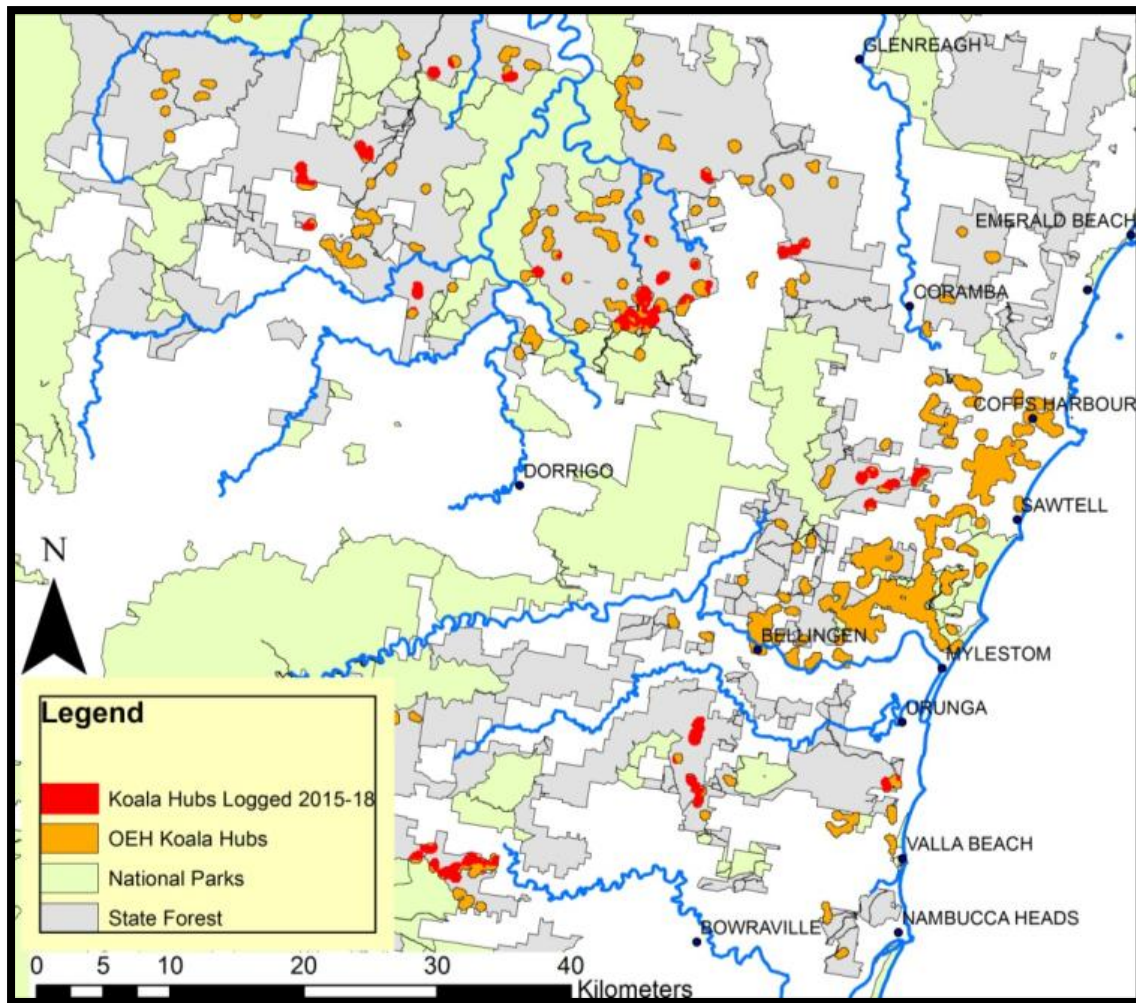 GLENREAGH
EMERALD BEACH
CORAMBA
COFFS HARBOUR
DORRIGO
SAWTELL
N
BELLINGEN
MYLESTOM
URUNGA
Legend
Koala Hubs Logged 2015-18
OEH Koala Hubs
National Parks
State Forest
VALLA BEACH
NAMBUCCA HEADS
BOWRAVILLE
0 5 10 20 30 40
Kilometers